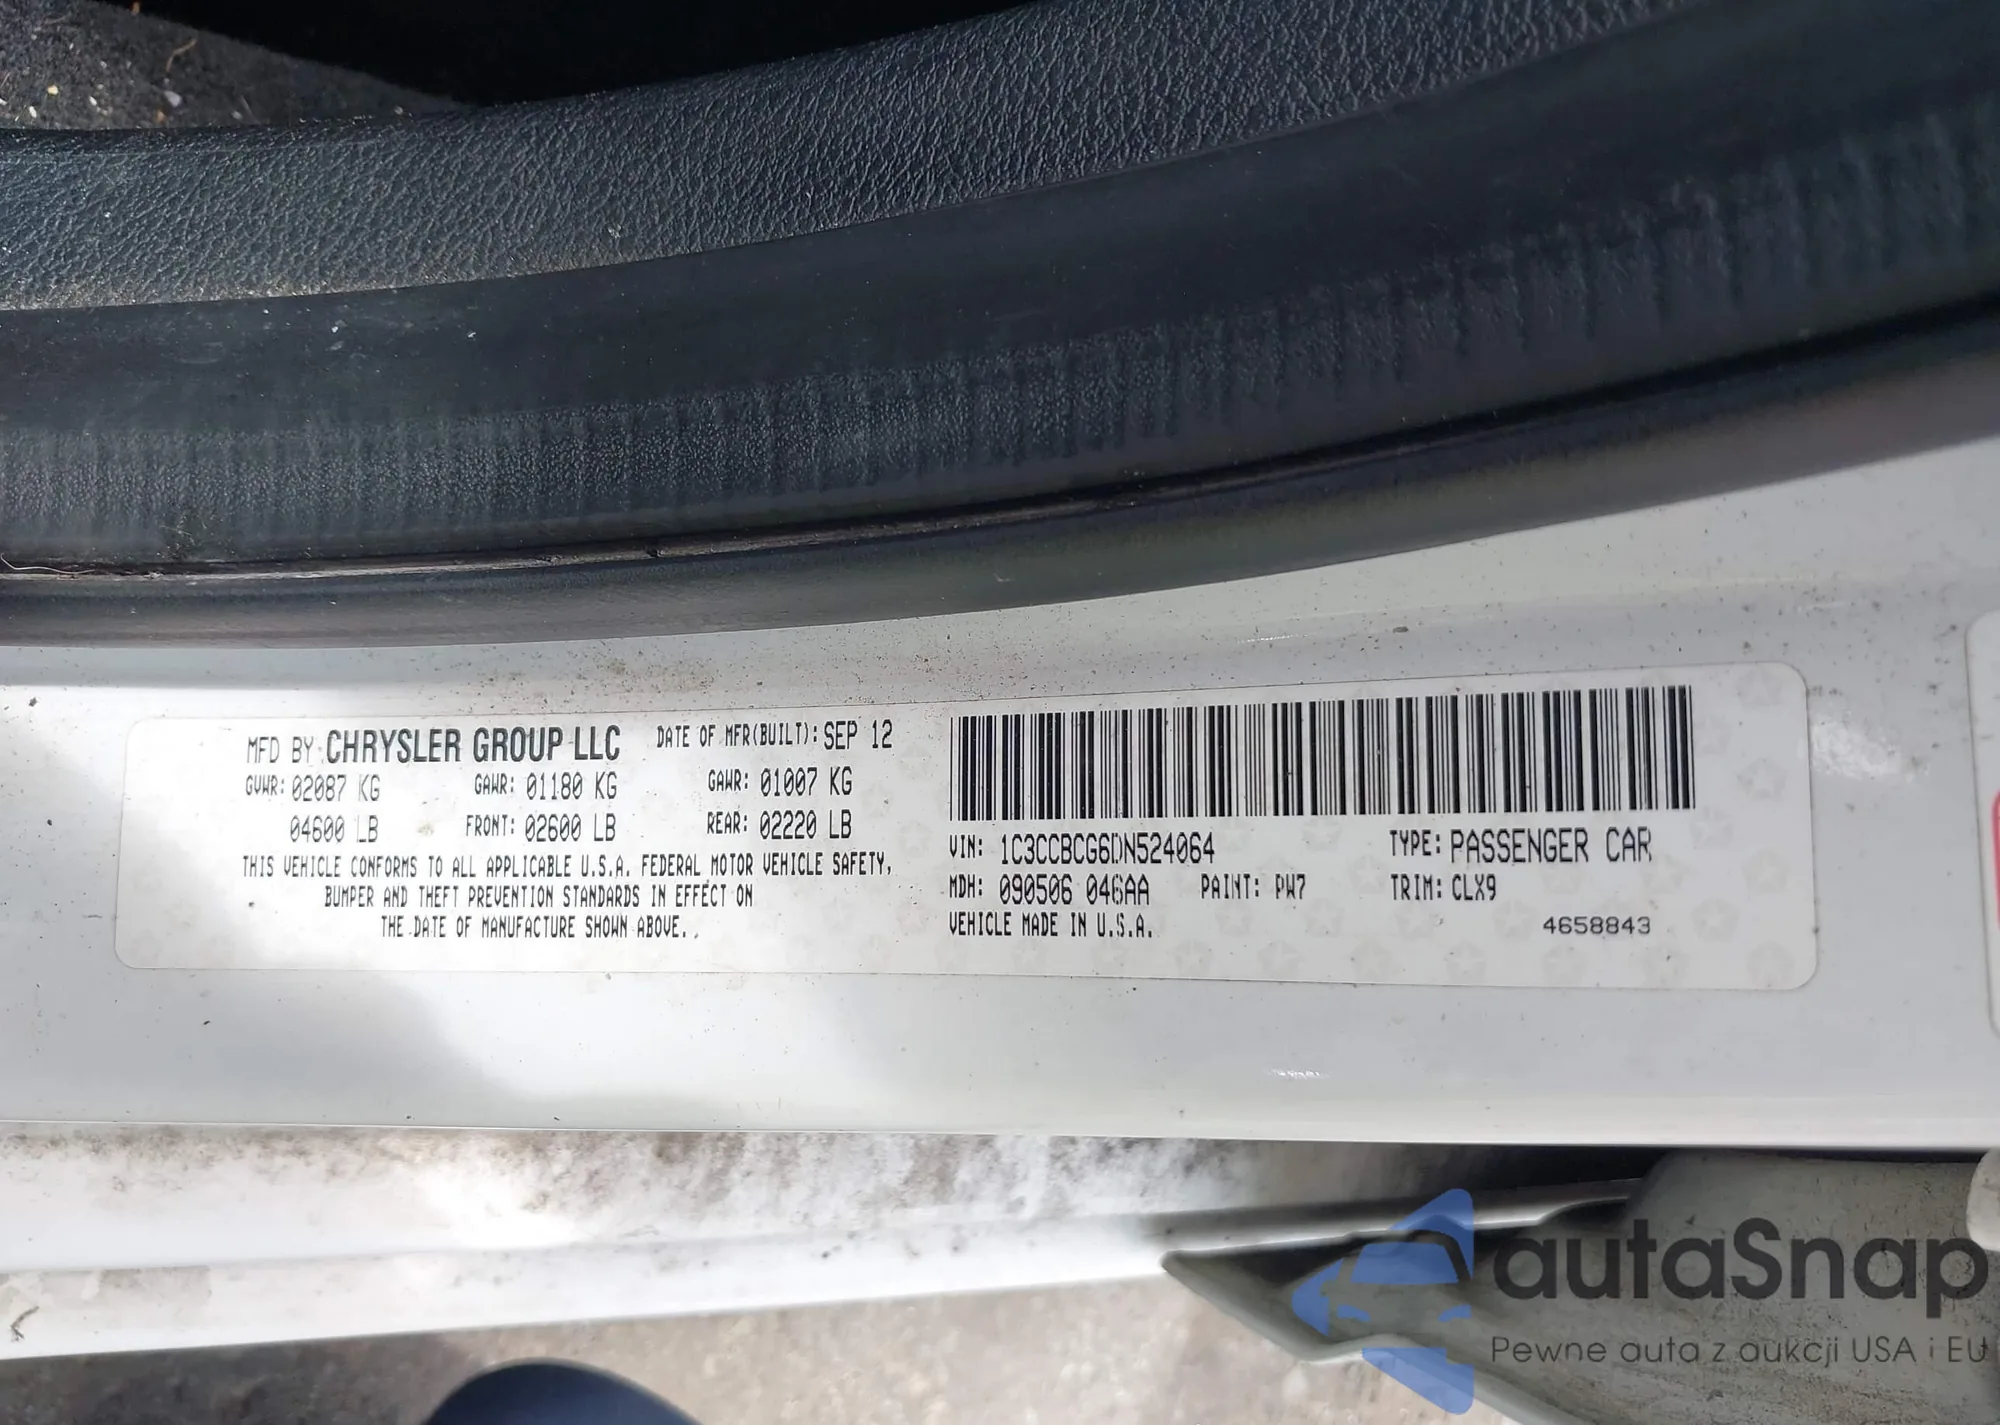 MFD BY CHRYSLER GROUP LLC DATE OF MFR(BUILT): SEP 12
GVWR: 02087 KG GAWR: 01180 KG GAWR: 01007 KG
04600 LB FRONT: 02600 LB REAR: 02220 LB
THIS VEHICLE CONFORMS TO ALL APPLICABLE U.S.A. FEDERAL MOTOR VEHICLE SAFETY,
BUMPER AND THEFT PREVENTION STANDARDS IN EFFECT ON
THE DATE OF MANUFACTURE SHOWN ABOVE.
VIN: 1C3CCBCG6DN524064 TYPE: PASSENGER CAR
MDH: 090506 046AA PAINT: PW7 TRIM: CLX9
VEHICLE MADE IN U.S.A. 4658843
autaSnap
Pewne auta z aukcji USA i EU